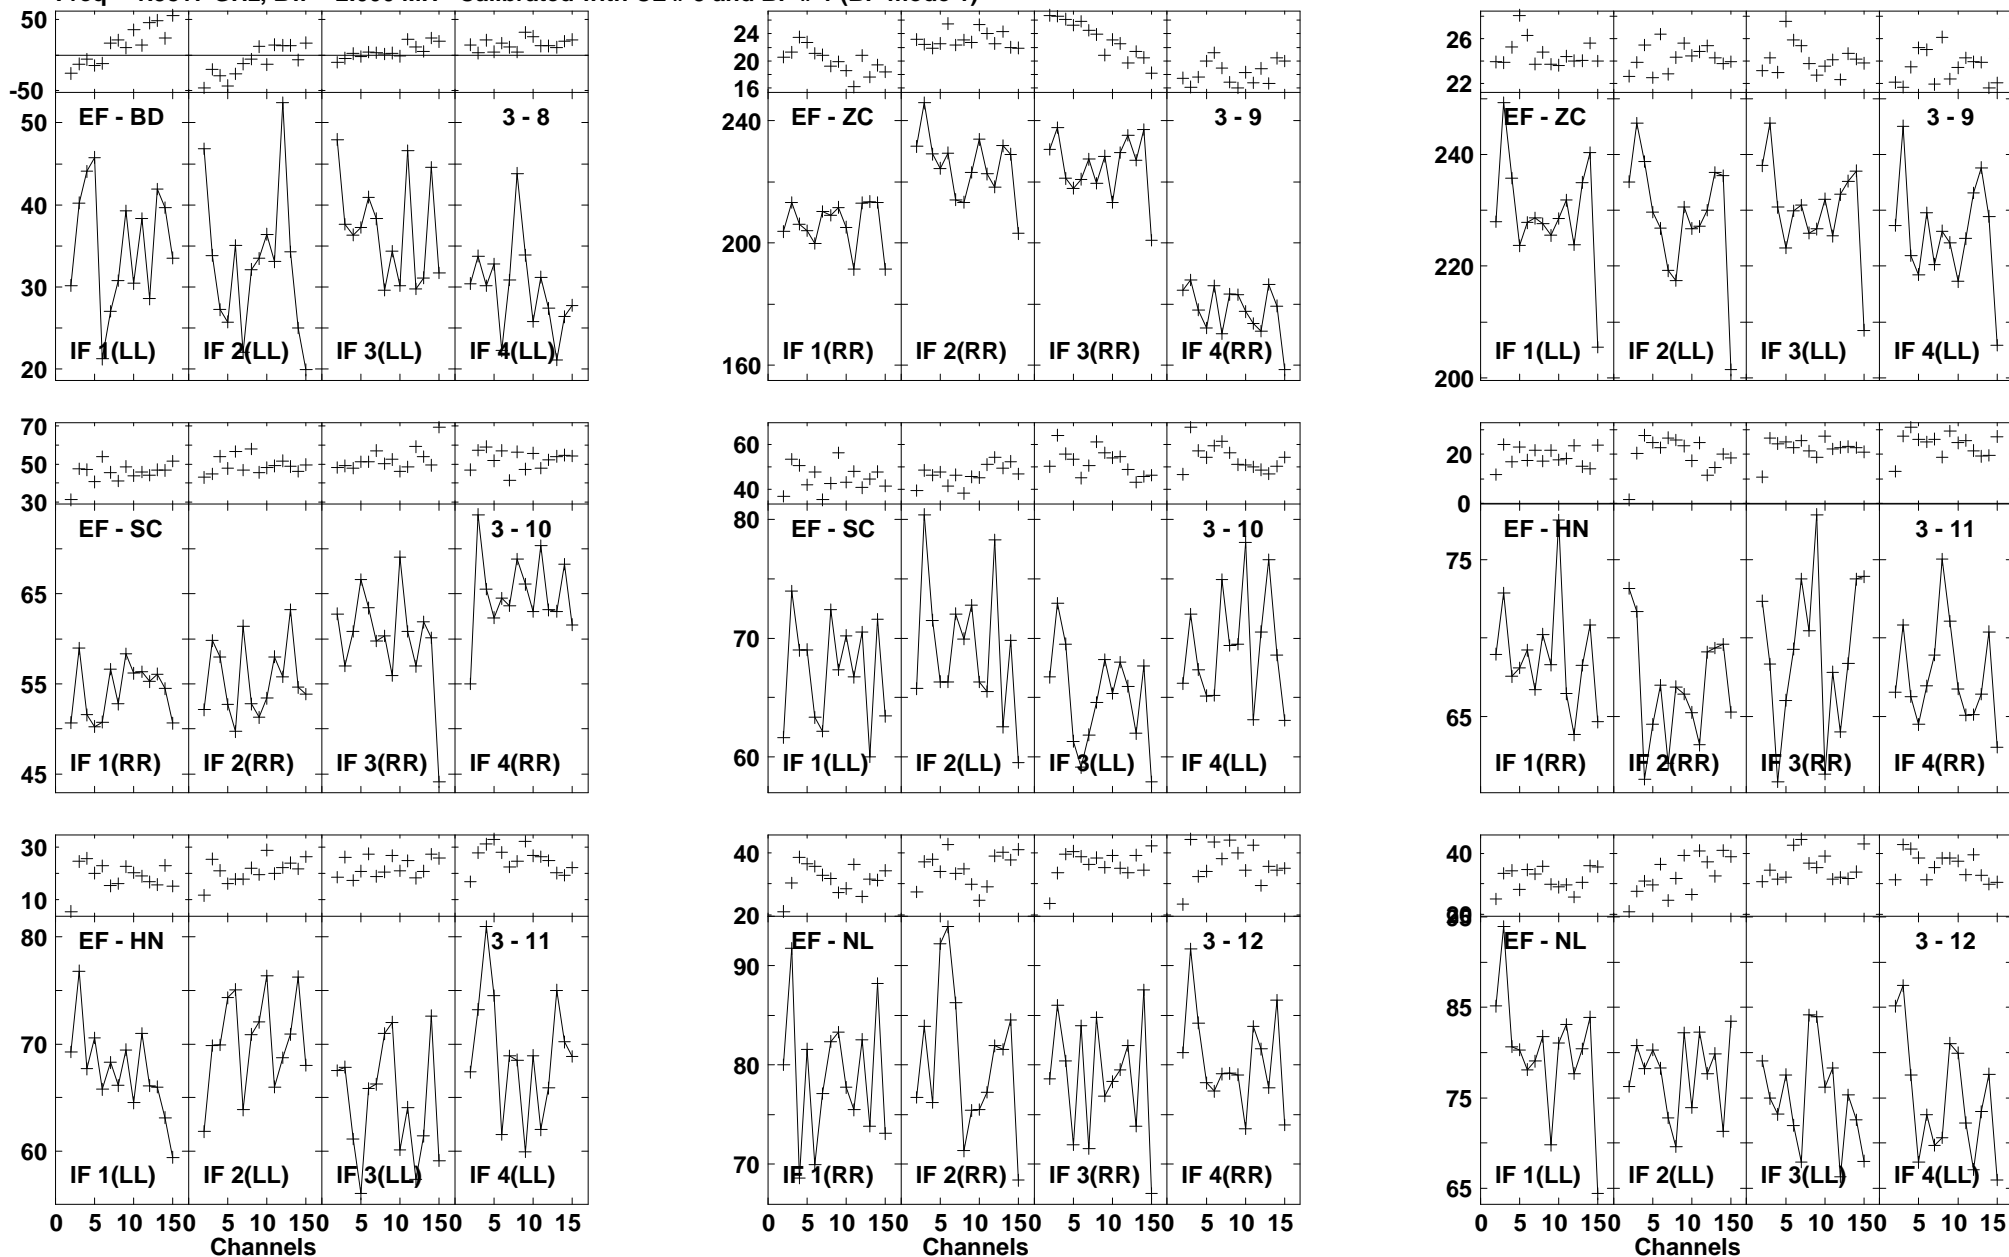 50
-50
EF - BD
3 - 8
50
40
30
20
IF 1(LL)
IF 2(LL)
IF 3(LL)
IF 4(LL)
24
20
16
EF - ZC
3 - 9
240
200
160
IF 1(RR)
IF 2(RR)
IF 3(RR)
IF 4(RR)
26
22
EF - ZC
3 - 9
240
220
200
IF 1(LL)
IF 2(LL)
IF 3(LL)
IF 4(LL)
70
50
30
EF - SC
3 - 10
65
55
45
IF 1(RR)
IF 2(RR)
IF 3(RR)
IF 4(RR)
60
40
EF - SC
3 - 10
80
70
60
IF 1(LL)
IF 2(LL)
IF 3(LL)
IF 4(LL)
20
0
EF - HN
3 - 11
75
65
IF 1(RR)
IF 2(RR)
IF 3(RR)
IF 4(RR)
30
10
EF - HN
3 - 11
80
70
60
IF 1(LL)
IF 2(LL)
IF 3(LL)
IF 4(LL)
0 5 10 150 5 10 150 5 10 150 5 10 15
Channels
40
20
EF - NL
3 - 12
90
80
70
IF 1(RR)
IF 2(RR)
IF 3(RR)
IF 4(RR)
0 5 10 150 5 10 150 5 10 150 5 10 15
Channels
40
EF - NL
3 - 12
85
75
65
IF 1(LL)
IF 2(LL)
IF 3(LL)
IF 4(LL)
0 5 10 150 5 10 150 5 10 150 5 10 15
Channels